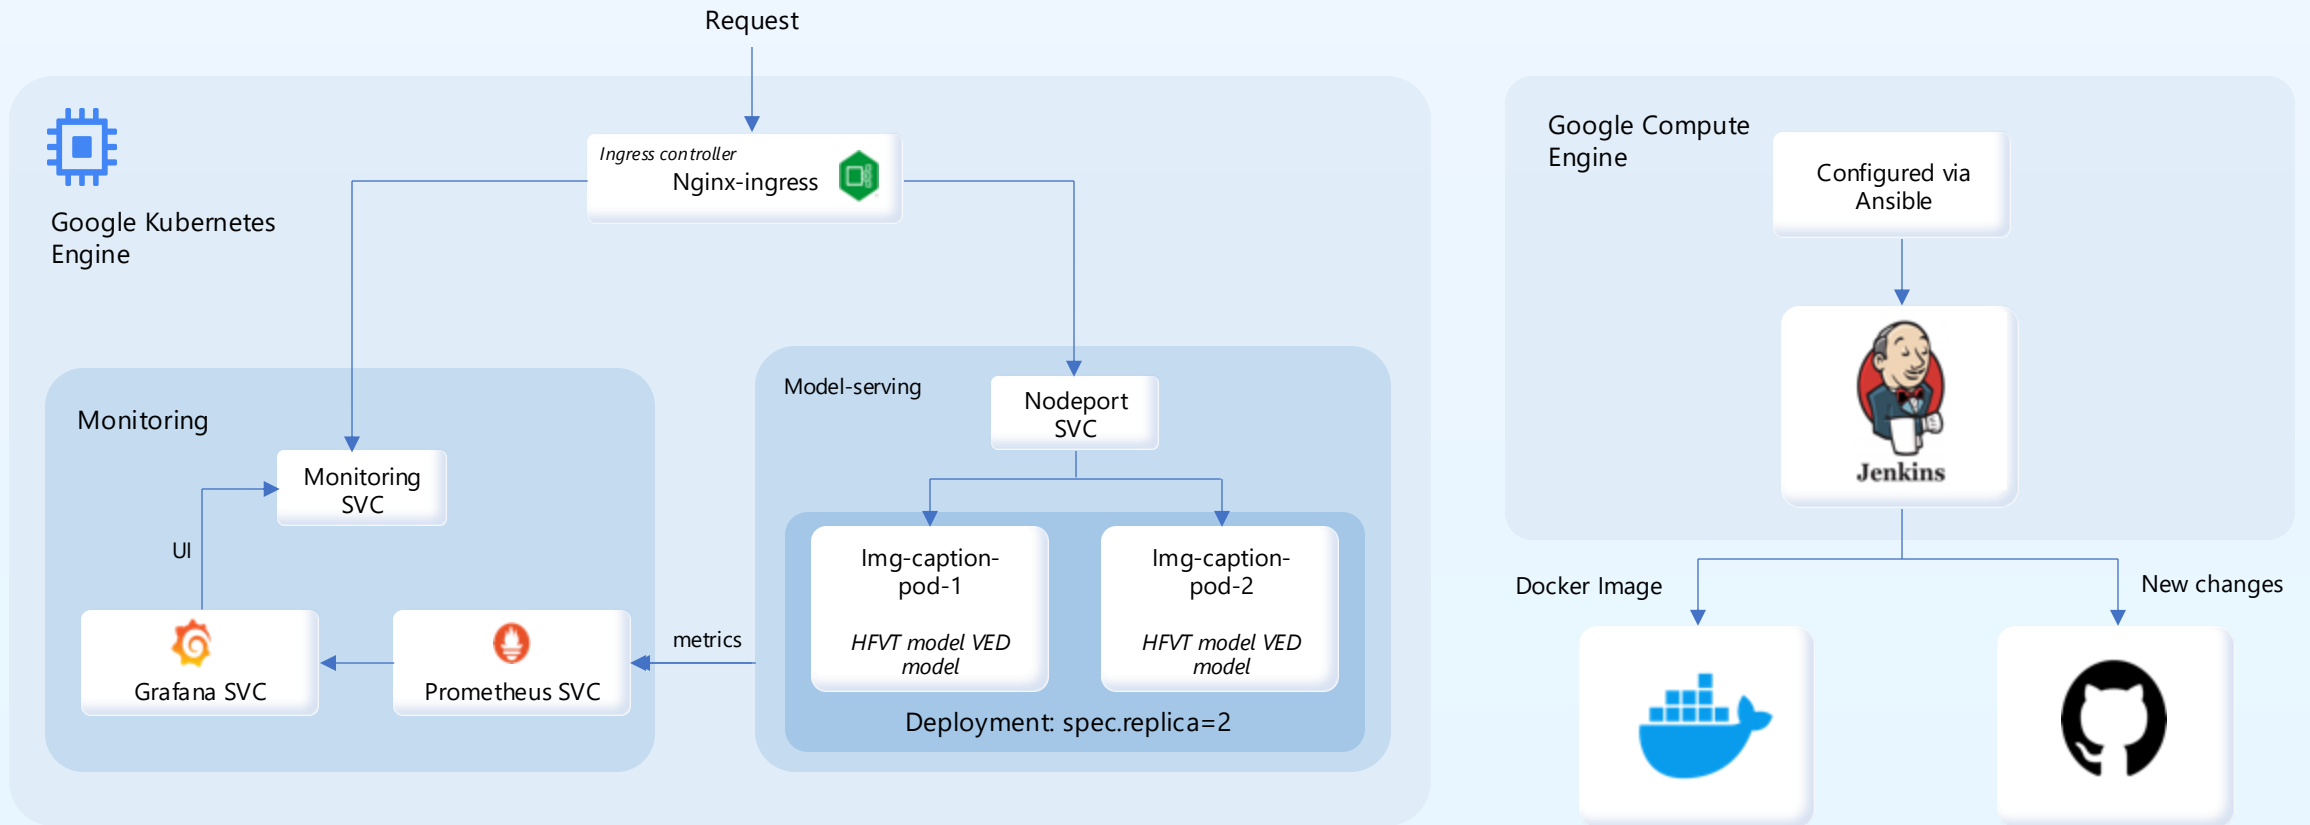 Request
Google Kubernetes
Engine
Ingress controller
Nginx-ingress
Monitoring
Monitoring
SVC
UI
Grafana SVC
Prometheus SVC
metrics
Model-serving
Nodeport
SVC
Img-caption-
pod-1
HFVT model VED
model
Img-caption-
pod-2
HFVT model VED
model
Deployment: spec.replica=2
Google Compute
Engine
Configured via
Ansible
Jenkins
Docker Image
New changes